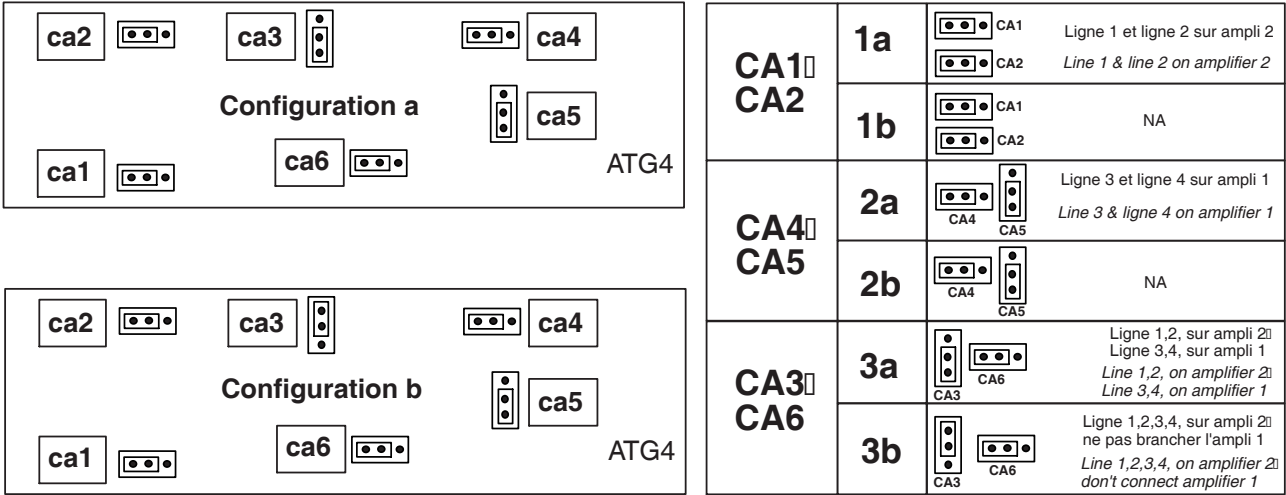 ca2
ca3
ca4
Configuration a
ca5
ca1
ca6
ATG4
ca2
ca3
ca4
Configuration b
ca5
ca1
ca6
ATG4
CA1
CA2
1a
CA1
CA2
Ligne 1 et ligne 2 sur ampli 2
Line 1 & line 2 on amplifier 2
1b
CA1
CA2
NA
CA4
CA5
2a
CA4
CA5
Ligne 3 et ligne 4 sur ampli 1
Line 3 & ligne 4 on amplifier 1
2b
CA4
CA5
NA
CA3
CA6
3a
CA3
CA6
Ligne 1,2, sur ampli 2
Ligne 3,4, sur ampli 1
Line 1,2, on amplifier 2
Line 3,4, on amplifier 1
3b
CA3
CA6
Ligne 1,2,3,4, sur ampli 2
ne pas brancher l'ampli 1
Line 1,2,3,4, on amplifier 2
don't connect amplifier 1